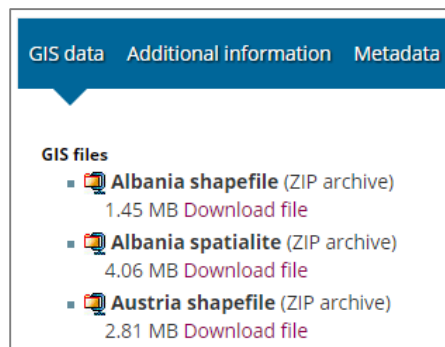 GIS data Additional information Metadata
GIS files
Albania shapefile (ZIP archive)
1.45 MB Download file
Albania spatialite (ZIP archive)
4.06 MB Download file
Austria shapefile (ZIP archive)
2.81 MB Download file